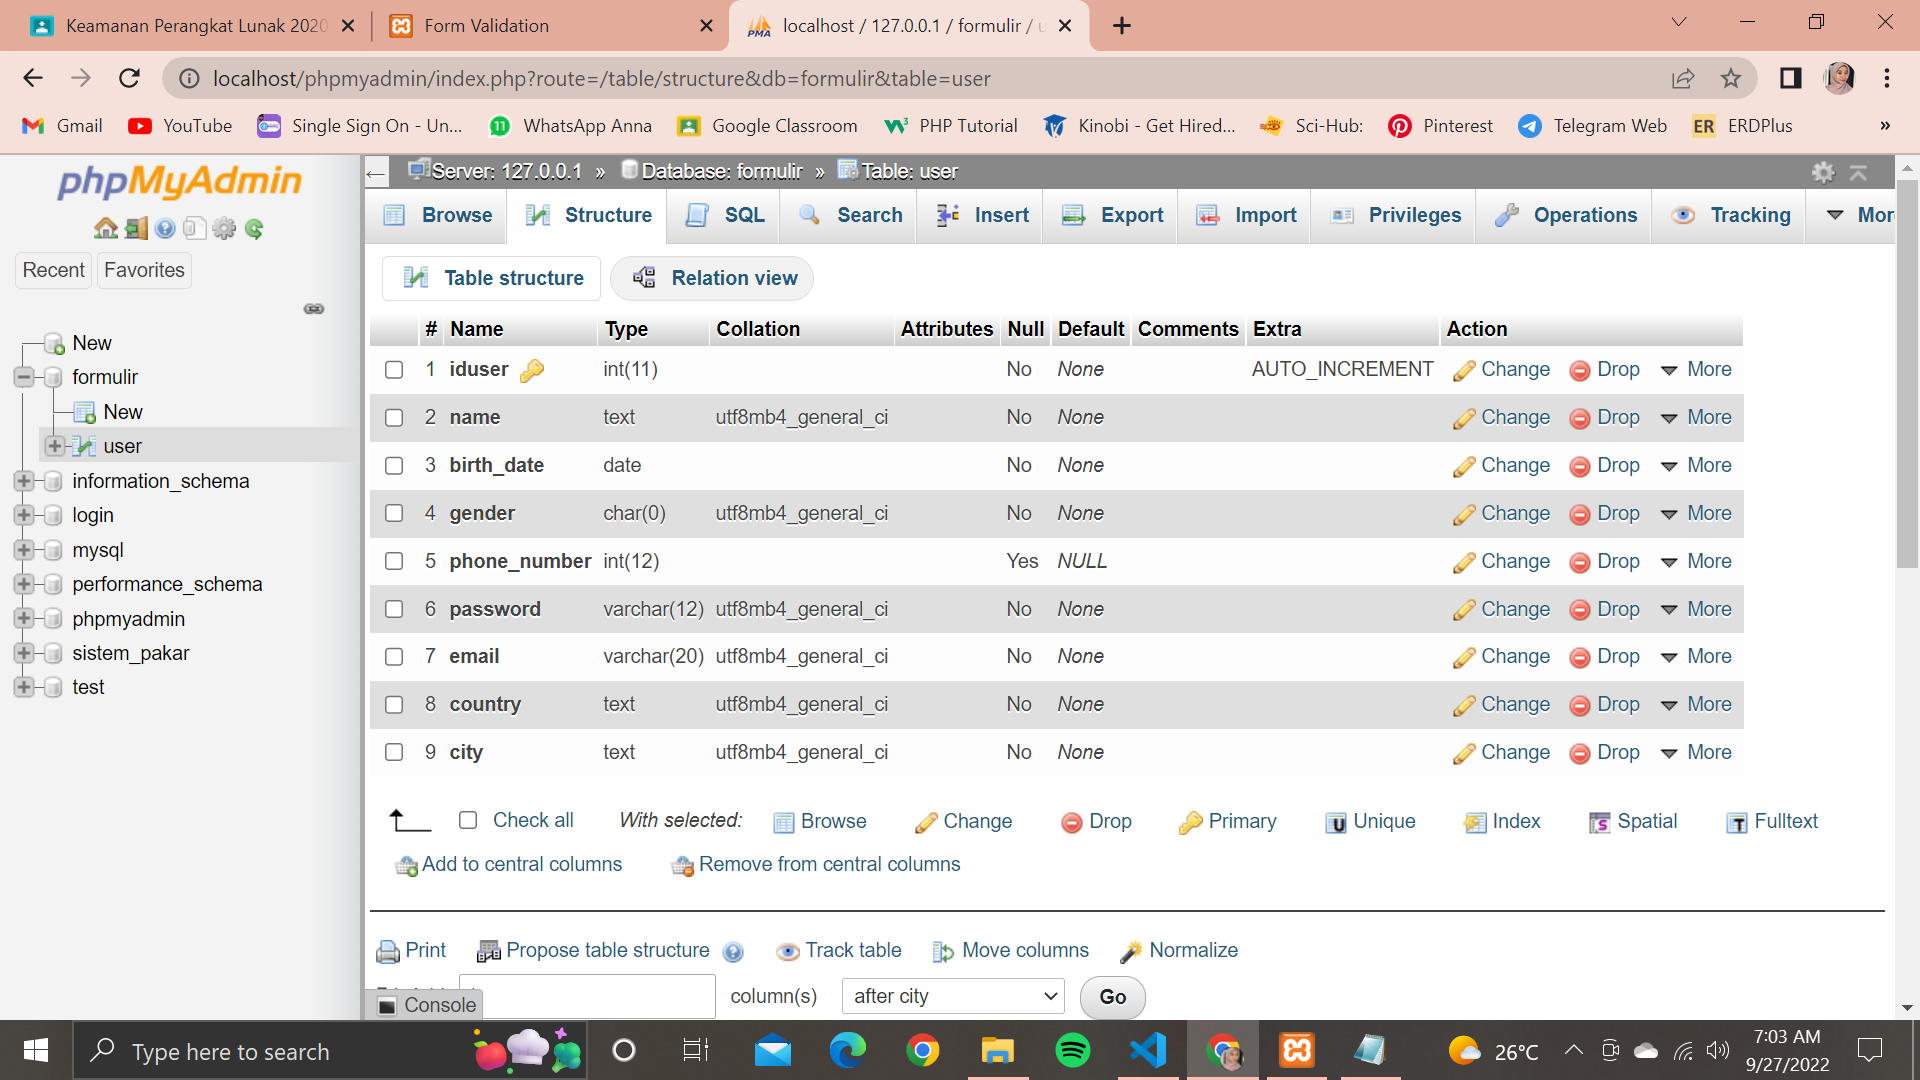 Keamanan Perangkat Lunak 2020
Form Validation
localhost / 127.0.0.1 / formulir / u
localhost/phpmyadmin/index.php?route=/table/structure&db=formulir&table=user
Gmail YouTube Single Sign On - Un... WhatsApp Anna Google Classroom PHP Tutorial Kinobi - Get Hired... Sci-Hub: Pinterest Telegram Web ER ERDPlus »
phpMyAdmin
Recent Favorites
New
formulir
New
user
information_schema
login
mysql
performance_schema
phpmyadmin
sistem_pakar
test
Server: 127.0.0.1 » Database: formulir » Table: user
Browse Structure SQL Search Insert Export Import Privileges Operations Tracking Mor
Table structure Relation view
# Name Type Collation Attributes Null Default Comments Extra Action
1 iduser int(11) No None AUTO_INCREMENT Change Drop More
2 name text utf8mb4_general_ci No None Change Drop More
3 birth_date date No None Change Drop More
4 gender char(0) utf8mb4_general_ci No None Change Drop More
5 phone_number int(12) Yes NULL Change Drop More
6 password varchar(12) utf8mb4_general_ci No None Change Drop More
7 email varchar(20) utf8mb4_general_ci No None Change Drop More
8 country text utf8mb4_general_ci No None Change Drop More
9 city text utf8mb4_general_ci No None Change Drop More
Check all With selected: Browse Change Drop Primary Unique Index Spatial Fulltext
Add to central columns Remove from central columns
Print Propose table structure Track table Move columns Normalize
column(s) after city Go
Console
Type here to search
26°C
7:03 AM
9/27/2022